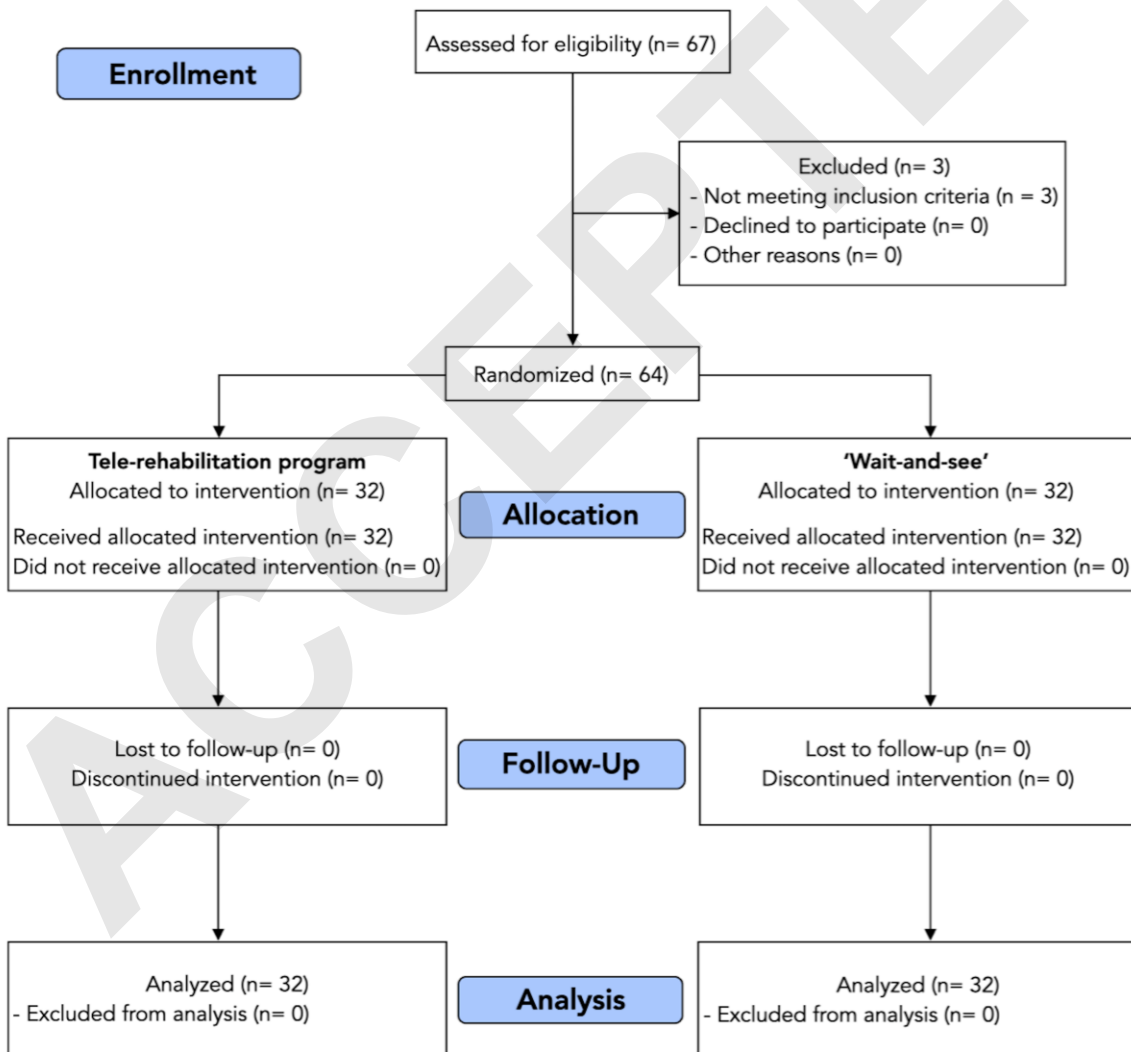 Assessed for eligibility (n= 67)
Enrollment
Excluded (n= 3)
- Not meeting inclusion criteria (n = 3)
- Declined to participate (n= 0)
- Other reasons (n= 0)
Randomized (n= 64)
Tele-rehabilitation program
Allocated to intervention (n= 32)
Received allocated intervention (n= 32)
Did not receive allocated intervention (n= 0)
Allocation
'Wait-and-see'
Allocated to intervention (n= 32)
Received allocated intervention (n= 32)
Did not receive allocated intervention (n= 0)
Lost to follow-up (n= 0)
Discontinued intervention (n= 0)
Follow-Up
Lost to follow-up (n= 0)
Discontinued intervention (n= 0)
Analyzed (n= 32)
- Excluded from analysis (n= 0)
Analysis
Analyzed (n= 32)
- Excluded from analysis (n= 0)
ACCEPTE